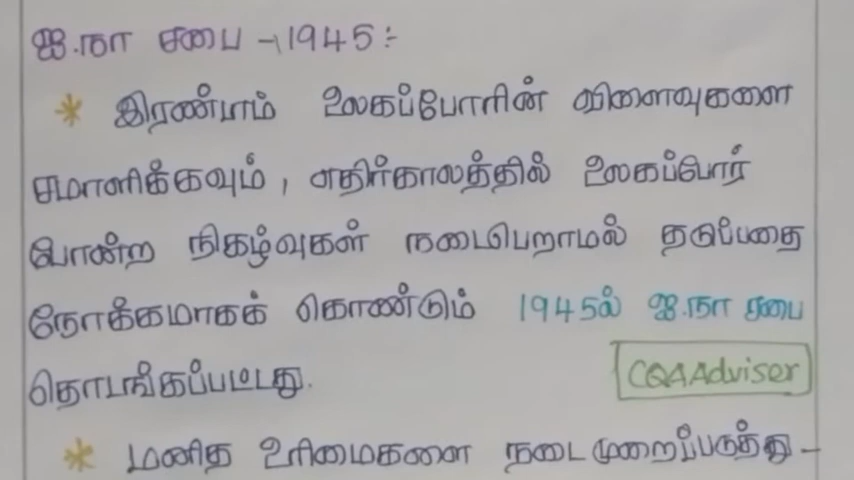 ஐ.நா சபை - 1945 :-
* இரண்டாம் உலகப்போரின் விளைவுகளை
சமாளிக்கவும், எதிர்காலத்தில் உலகப்போர்
போன்ற நிகழ்வுகள் நடைபெறாமல் தடுப்பதை
நோக்கமாகக் கொண்டும் 1945ல் ஐ.நா சபை
தொடங்கப்பட்டது.
CQAAdviser
* மனித உரிமைகளை நடைமுறைப்படுத்து -